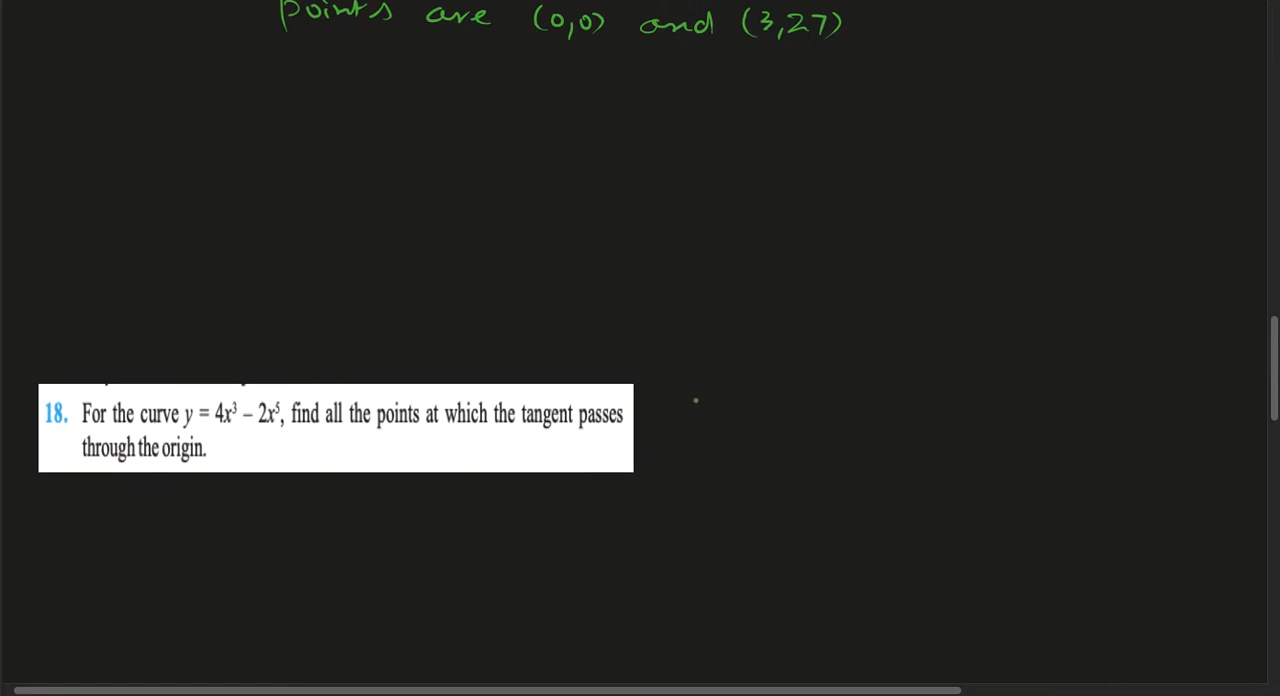 points are (0,0) and (3,27)
18. For the curve y = 4x³ – 2x⁵, find all the points at which the tangent passes
through the origin.